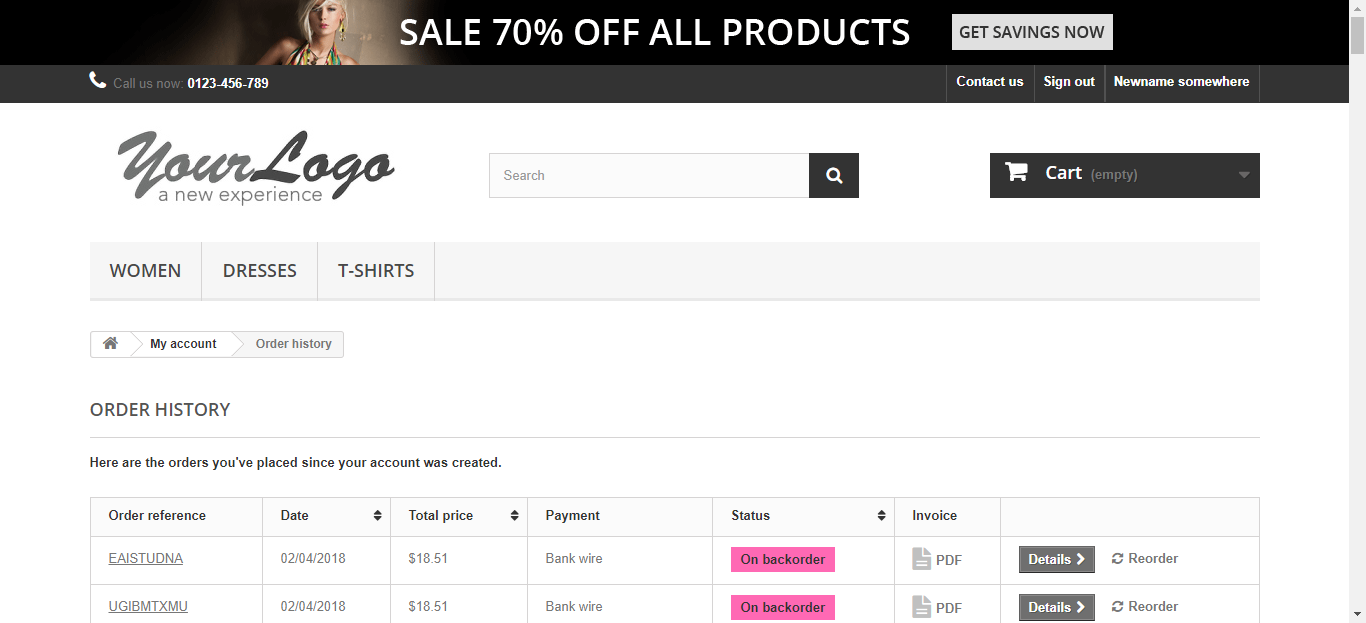 SALE 70% OFF ALL PRODUCTS GET SAVINGS NOW
Call us now: 0123-456-789 Contact us Sign out Newname somewhere
Your Logo
a new experience
Search
Cart (empty)
WOMEN DRESSES T-SHIRTS
My account Order history
ORDER HISTORY
Here are the orders you've placed since your account was created.
Order reference Date Total price Payment Status Invoice
EAISTUDNA 02/04/2018 $18.51 Bank wire On backorder PDF Details Reorder
UGIBMTXMU 02/04/2018 $18.51 Bank wire On backorder PDF Details Reorder